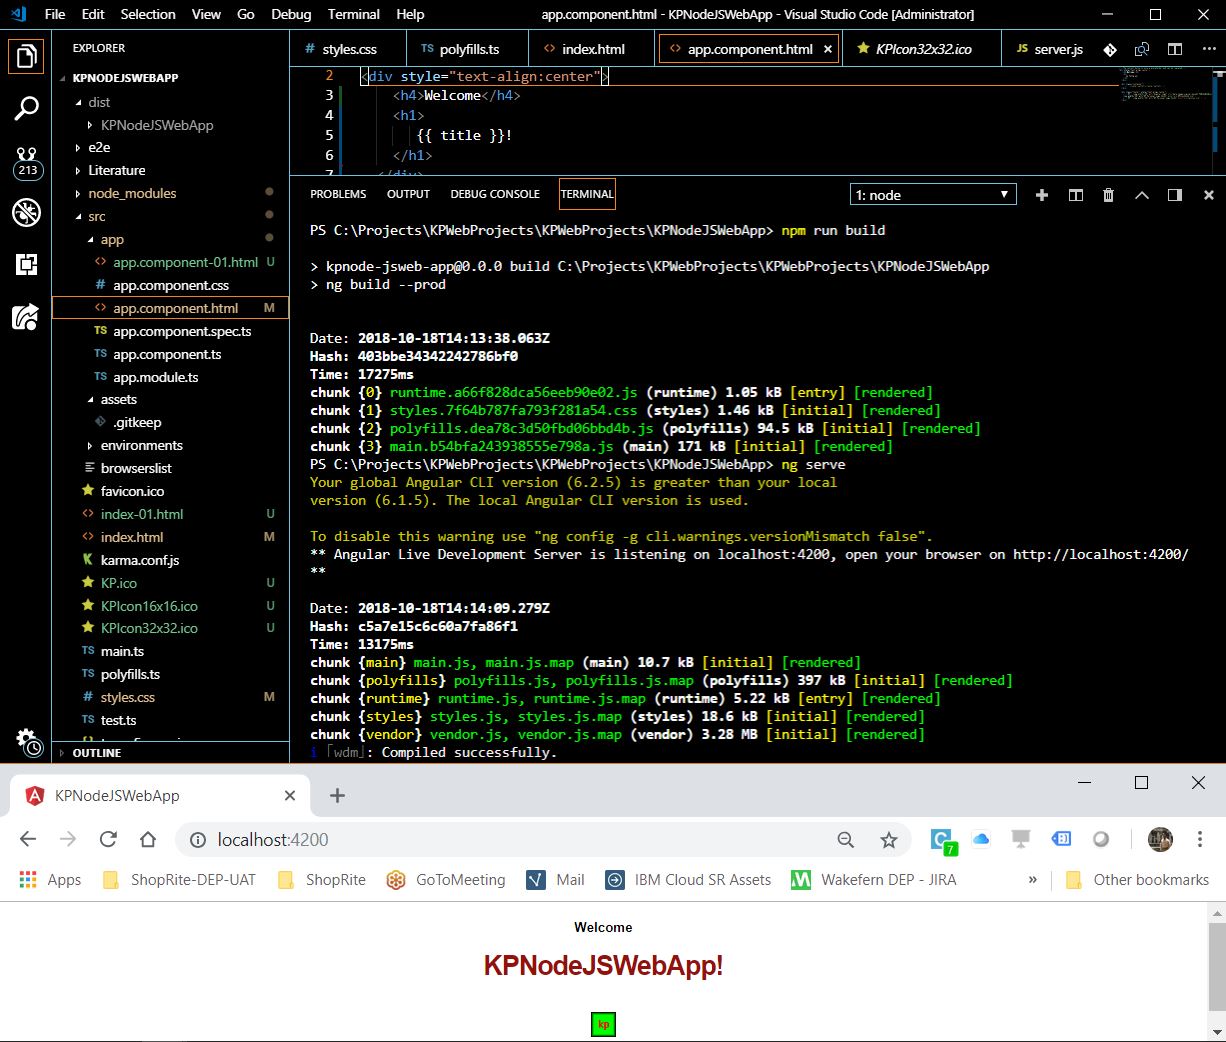 File Edit Selection View Go Debug Terminal Help app.component.html - KPNodeJSWebApp - Visual Studio Code [Administrator]
EXPLORER
KPNODEJSWEBAPP
dist
KPNodeJSWebApp
e2e
Literature
213
node_modules
src
app
<> app.component-01.html U
# app.component.css
<> app.component.html M
TS app.component.spec.ts
TS app.component.ts
TS app.module.ts
assets
.gitkeep
environments
browserslist
favicon.ico
<> index-01.html U
<> index.html M
karma.conf.js
KP.ico U
KPIcon16x16.ico U
KPIcon32x32.ico U
TS main.ts
TS polyfills.ts
# styles.css M
TS test.ts
OUTLINE
# styles.css TS polyfills.ts <> index.html <> app.component.html × KPIcon32x32.ico JS server.js
2 <div style="text-align:center">
3 <h4>Welcome</h4>
4 <h1>
5 {{ title }}!
6 </h1>
7 </div>
PROBLEMS OUTPUT DEBUG CONSOLE TERMINAL 1: node
PS C:\Projects\KPWebProjects\KPWebProjects\KPNodeJSWebApp> npm run build
> kpnode-jsweb-app@0.0.0 build C:\Projects\KPWebProjects\KPWebProjects\KPNodeJSWebApp
> ng build --prod
Date: 2018-10-18T14:13:38.063Z
Hash: 403bbe34342242786bf0
Time: 17275ms
chunk {0} runtime.a66f828dca56eeb90e02.js (runtime) 1.05 kB [entry] [rendered]
chunk {1} styles.7f64b787fa793f281a54.css (styles) 1.46 kB [initial] [rendered]
chunk {2} polyfills.dea78c3d50fbd06bbd4b.js (polyfills) 94.5 kB [initial] [rendered]
chunk {3} main.b54bfa243938555e798a.js (main) 171 kB [initial] [rendered]
PS C:\Projects\KPWebProjects\KPWebProjects\KPNodeJSWebApp> ng serve
Your global Angular CLI version (6.2.5) is greater than your local
version (6.1.5). The local Angular CLI version is used.
To disable this warning use "ng config -g cli.warnings.versionMismatch false".
** Angular Live Development Server is listening on localhost:4200, open your browser on http://localhost:4200/
**
Date: 2018-10-18T14:14:09.279Z
Hash: c5a7e15c6c60a7fa86f1
Time: 13175ms
chunk {main} main.js, main.js.map (main) 10.7 kB [initial] [rendered]
chunk {polyfills} polyfills.js, polyfills.js.map (polyfills) 397 kB [initial] [rendered]
chunk {runtime} runtime.js, runtime.js.map (runtime) 5.22 kB [entry] [rendered]
chunk {styles} styles.js, styles.js.map (styles) 18.6 kB [initial] [rendered]
chunk {vendor} vendor.js, vendor.js.map (vendor) 3.28 MB [initial] [rendered]
i ｢wdm｣: Compiled successfully.
KPNodeJSWebApp
localhost:4200
7
Apps ShopRite-DEP-UAT ShopRite GoToMeeting Mail IBM Cloud SR Assets Wakefern DEP - JIRA » Other bookmarks
Welcome
KPNodeJSWebApp!
kp